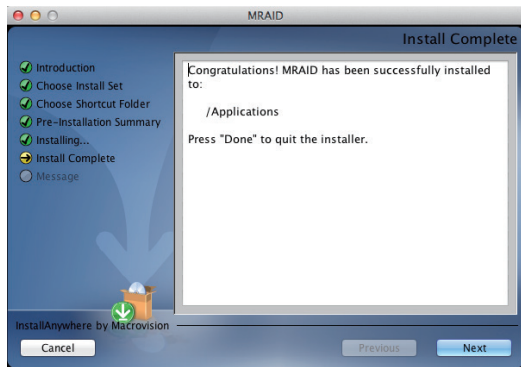 MRAID
Install Complete
Introduction
Choose Install Set
Choose Shortcut Folder
Pre-Installation Summary
Installing...
Install Complete
Message
Congratulations! MRAID has been successfully installed
to:
/Applications
Press "Done" to quit the installer.
InstallAnywhere by Macrovision
Cancel
Previous
Next